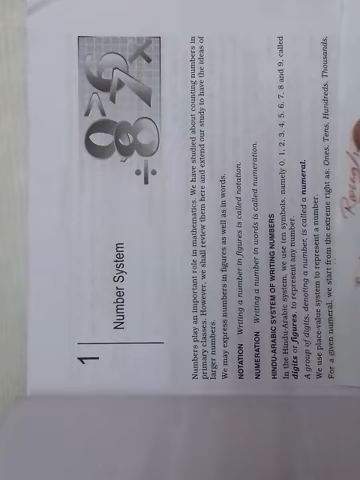 1
Number System
Numbers play an important role in mathematics. We have studied about counting numbers in
primary classes. However, we shall review them here and extend our study to have the ideas of
larger numbers.
We may express numbers in figures as well as in words.
NOTATION Writing a number in figures is called notation.
NUMERATION Writing a number in words is called numeration.
HINDU-ARABIC SYSTEM OF WRITING NUMBERS
In the Hindu-Arabic system, we use ten symbols, namely 0, 1, 2, 3, 4, 5, 6, 7, 8 and 9, called
digits or figures, to represent any number.
A group of digits, denoting a number, is called a numeral.
We use place-value system to represent a number.
For a given numeral, we start from the extreme right as: Ones, Tens, Hundreds, Thousands,